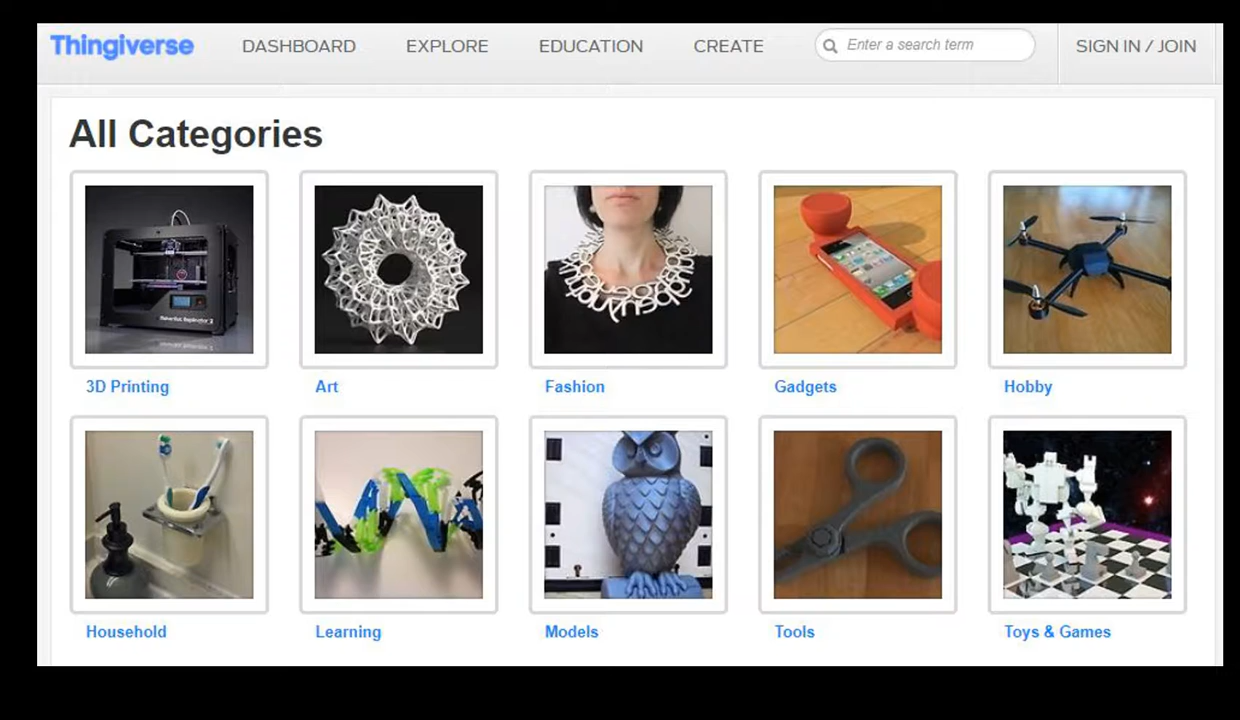 Thingiverse DASHBOARD EXPLORE EDUCATION CREATE Enter a search term SIGN IN / JOIN
All Categories
3D Printing Art Fashion Gadgets Hobby
Household Learning Models Tools Toys & Games